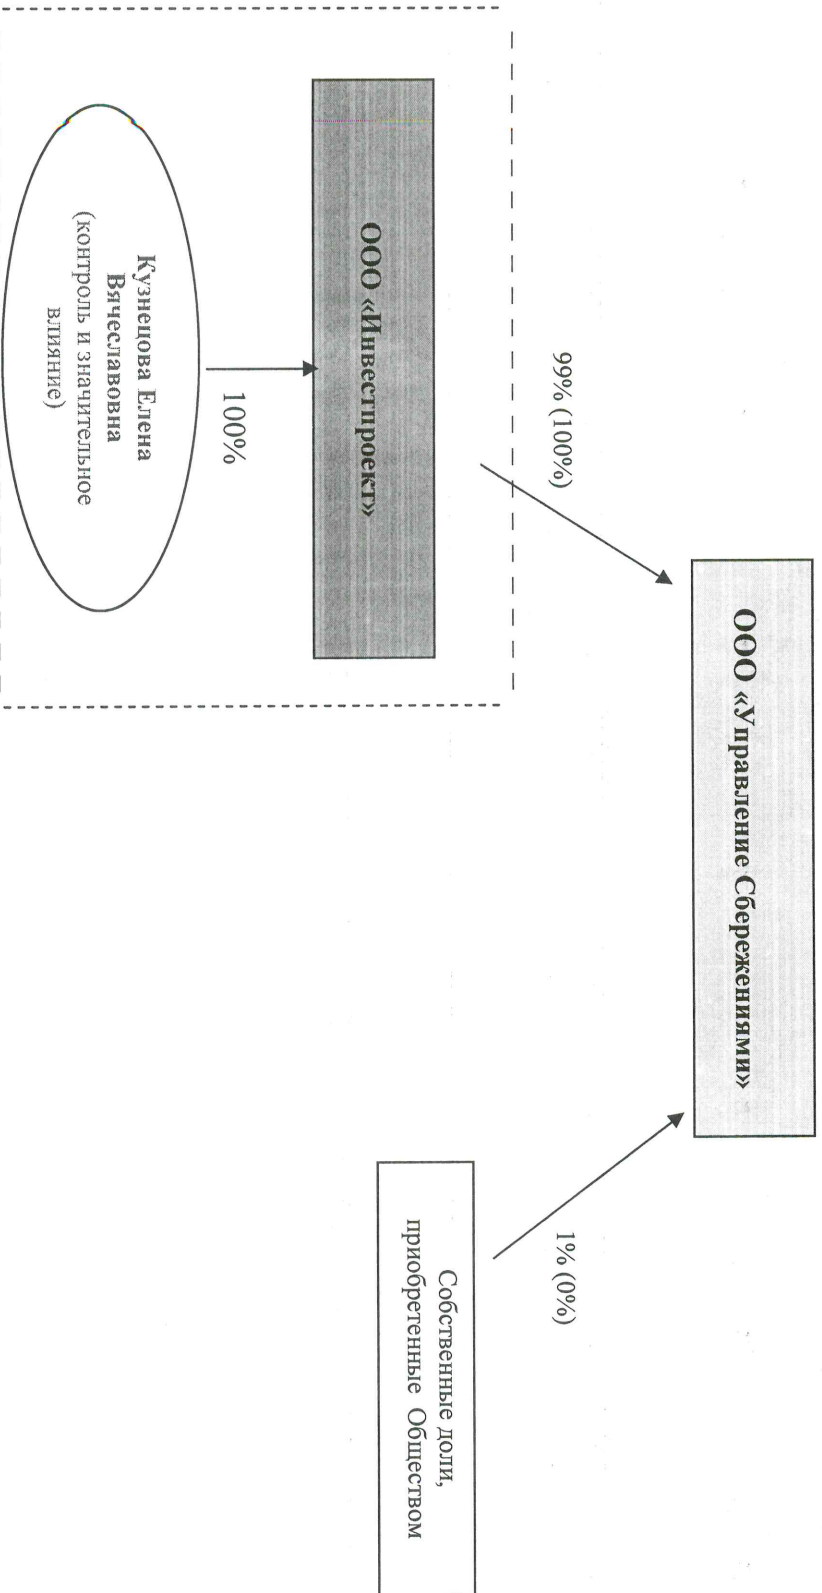 ООО «Управление Сбережениями»
99% (100%)
1% (0%)
ООО «Инвестпроект»
Собственные доли,
приобретенные Обществом
100%
Кузнецова Елена
Вячеславовна
(контроль и значительное
влияние)